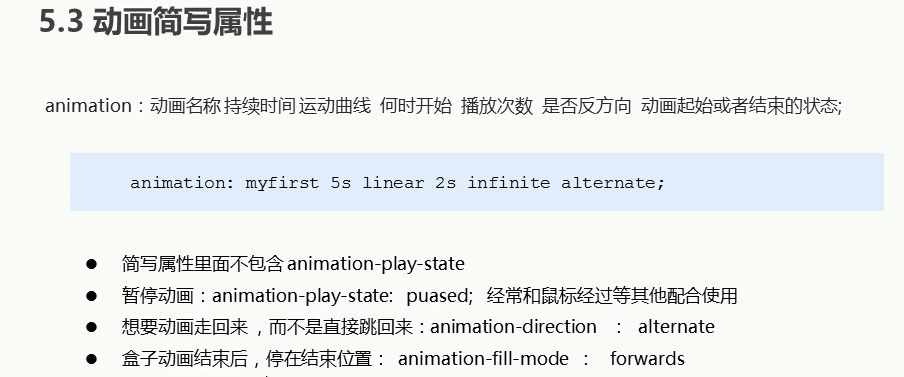 5.3 动画简写属性
animation：动画名称 持续时间 运动曲线 何时开始 播放次数 是否反方向 动画起始或者结束的状态;
animation: myfirst 5s linear 2s infinite alternate;
● 简写属性里面不包含 animation-play-state
● 暂停动画：animation-play-state: puased; 经常和鼠标经过等其他配合使用
● 想要动画走回来 ，而不是直接跳回来：animation-direction ： alternate
● 盒子动画结束后，停在结束位置： animation-fill-mode ： forwards